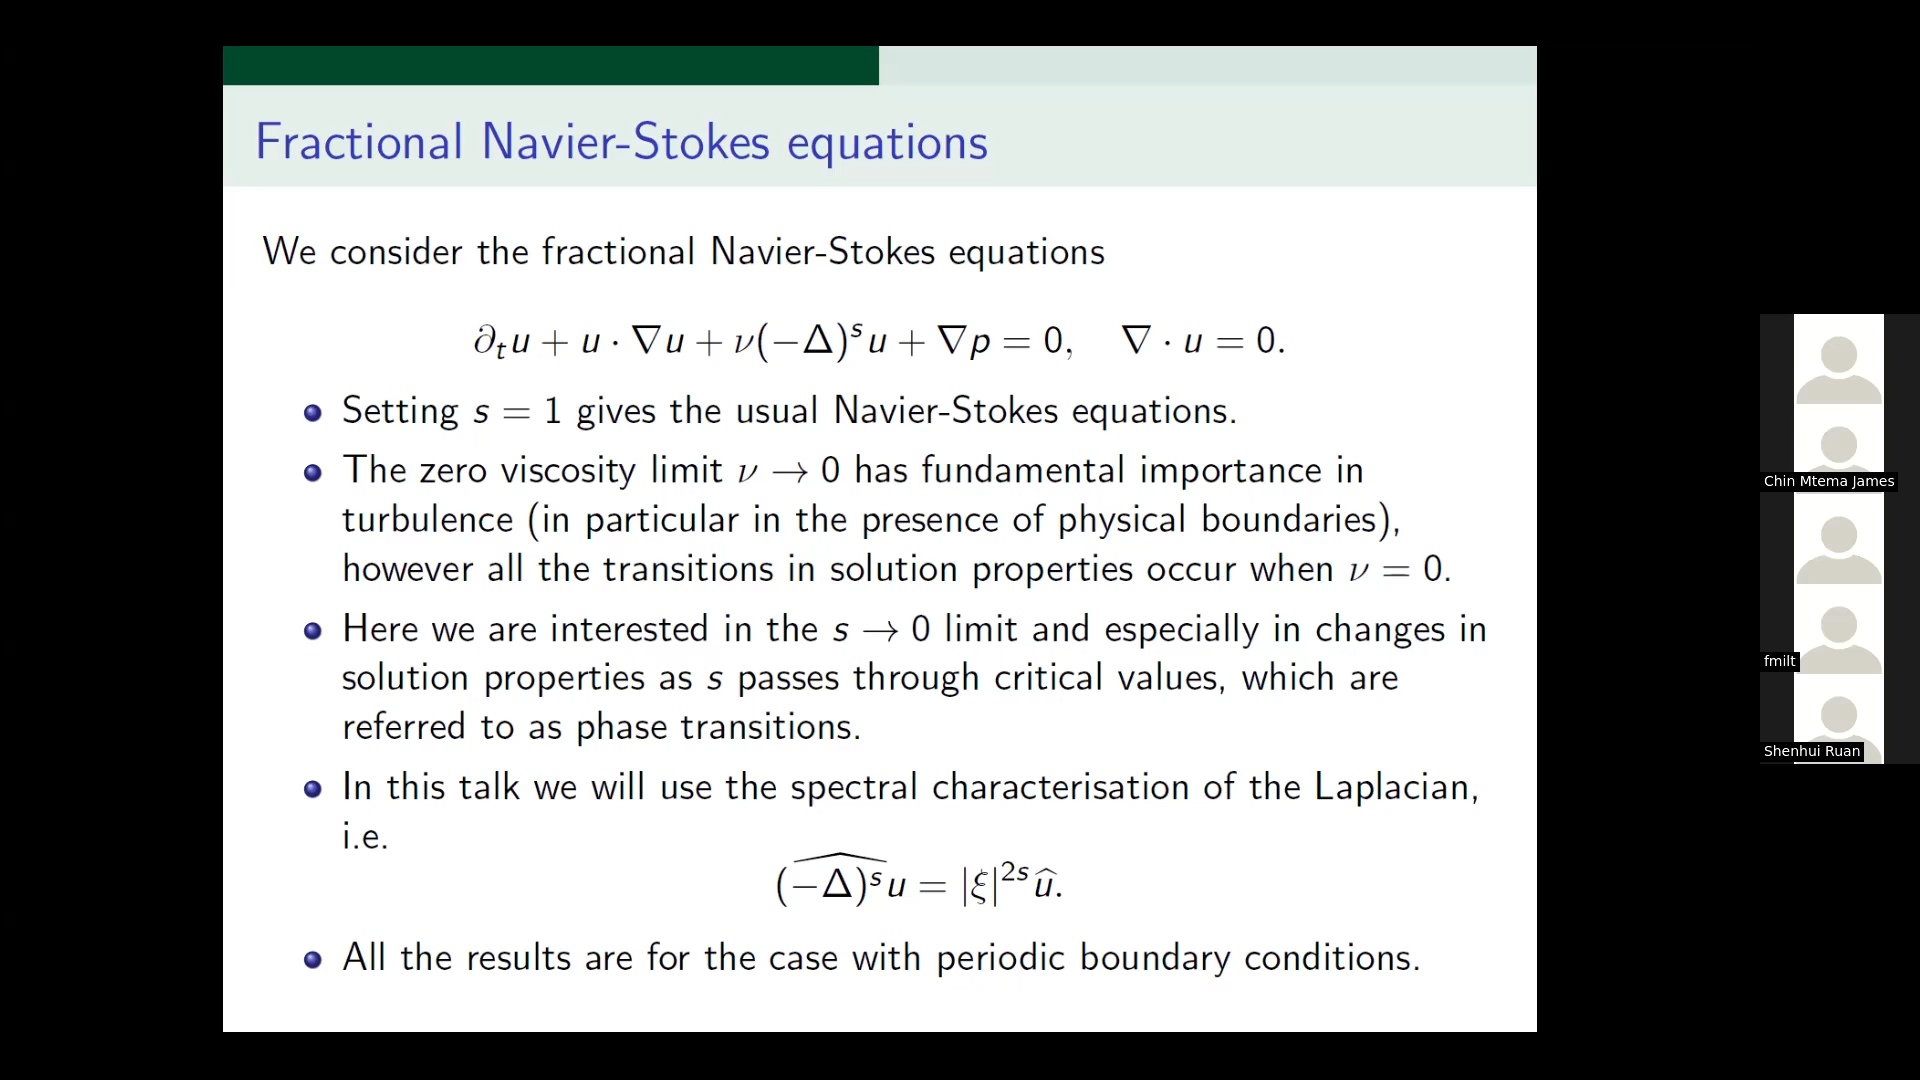 Fractional Navier-Stokes equations
We consider the fractional Navier-Stokes equations
∂ₜu + u · ∇u + ν(−Δ)ˢu + ∇p = 0,  ∇ · u = 0.
Setting s = 1 gives the usual Navier-Stokes equations.
The zero viscosity limit ν → 0 has fundamental importance in
turbulence (in particular in the presence of physical boundaries),
however all the transitions in solution properties occur when ν = 0.
Here we are interested in the s → 0 limit and especially in changes in
solution properties as s passes through critical values, which are
referred to as phase transitions.
In this talk we will use the spectral characterisation of the Laplacian,
i.e.
(−Δ)ˢu^ = |ξ|²ˢ û.
All the results are for the case with periodic boundary conditions.
Chin Mtema James
fmilt
Shenhui Ruan